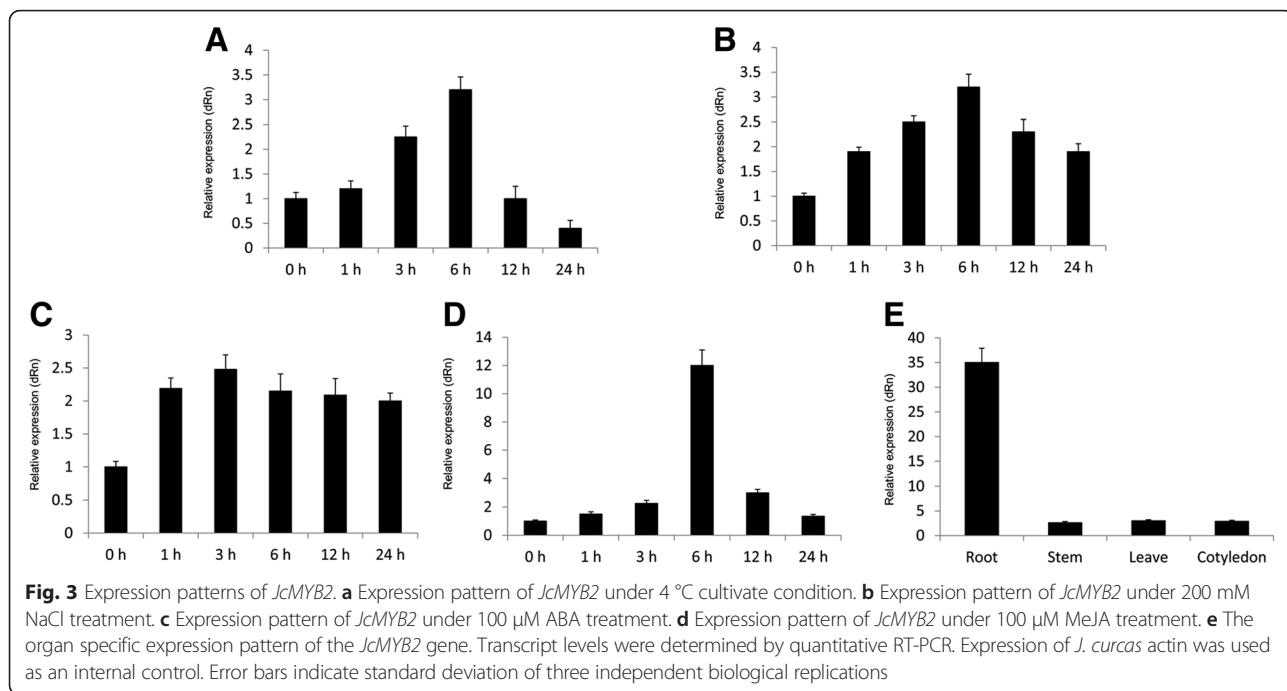 A
Relative expression (dRn)
4
3.5
3
2.5
2
1.5
1
0.5
0
0 h 1 h 3 h 6 h 12 h 24 h
B
Relative expression (dRn)
4
3.5
3
2.5
2
1.5
1
0.5
0
0 h 1 h 3 h 6 h 12 h 24 h
C
Relative expression (dRn)
3
2.5
2
1.5
1
0.5
0
0 h 1 h 3 h 6 h 12 h 24 h
D
Relative expression (dRn)
14
12
10
8
6
4
2
0
0 h 1 h 3 h 6 h 12 h 24 h
E
Relative expression (dRn)
40
35
30
25
20
15
10
5
0
Root Stem Leave Cotyledon
Fig. 3 Expression patterns of JcMYB2. a Expression pattern of JcMYB2 under 4 °C cultivate condition. b Expression pattern of JcMYB2 under 200 mM
NaCl treatment. c Expression pattern of JcMYB2 under 100 μM ABA treatment. d Expression pattern of JcMYB2 under 100 μM MeJA treatment. e The
organ specific expression pattern of the JcMYB2 gene. Transcript levels were determined by quantitative RT-PCR. Expression of J. curcas actin was used
as an internal control. Error bars indicate standard deviation of three independent biological replications